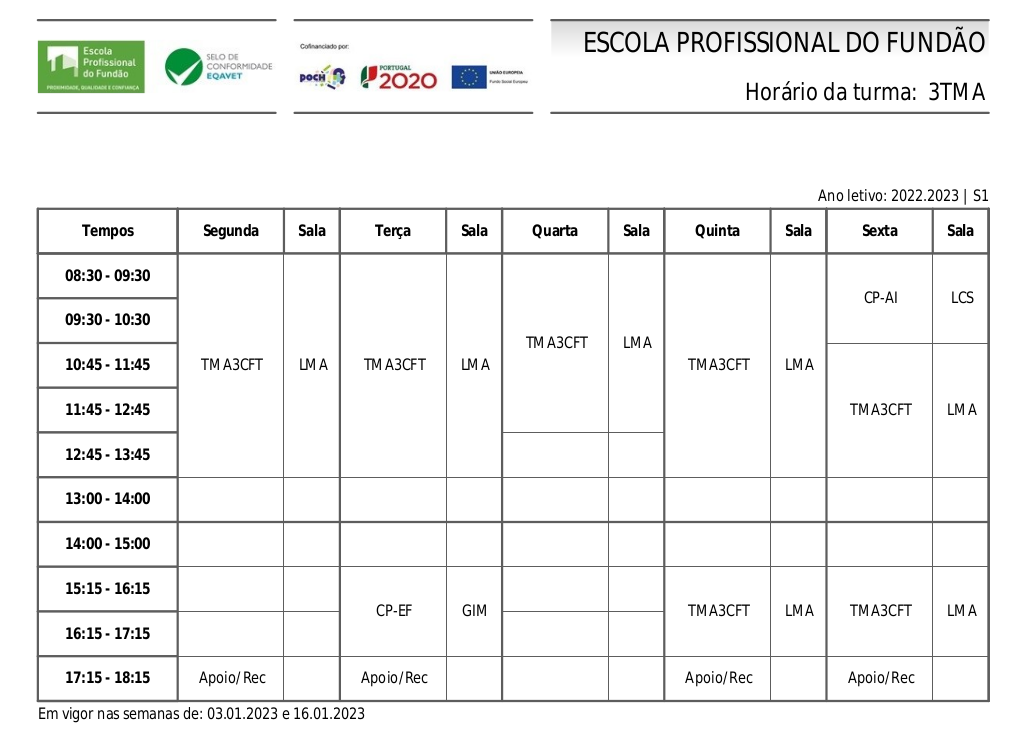 Escola
Profissional
do Fundão
PROXIMIDADE, QUALIDADE E CONFIANÇA
SELO DE
CONFORMIDADE
EQAVET
Cofinanciado por:
POCH
PORTUGAL
2020
UNIÃO EUROPEIA
Fundo Social Europeu
ESCOLA PROFISSIONAL DO FUNDÃO
Horário da turma: 3TMA
Ano letivo: 2022.2023 | S1
Tempos Segunda Sala Terça Sala Quarta Sala Quinta Sala Sexta Sala
08:30 - 09:30
CP-AI LCS
09:30 - 10:30
TMA3CFT LMA
10:45 - 11:45 TMA3CFT LMA TMA3CFT LMA TMA3CFT LMA
11:45 - 12:45 TMA3CFT LMA
12:45 - 13:45
13:00 - 14:00
14:00 - 15:00
15:15 - 16:15
CP-EF GIM TMA3CFT LMA TMA3CFT LMA
16:15 - 17:15
17:15 - 18:15 Apoio/Rec Apoio/Rec Apoio/Rec Apoio/Rec
Em vigor nas semanas de: 03.01.2023 e 16.01.2023